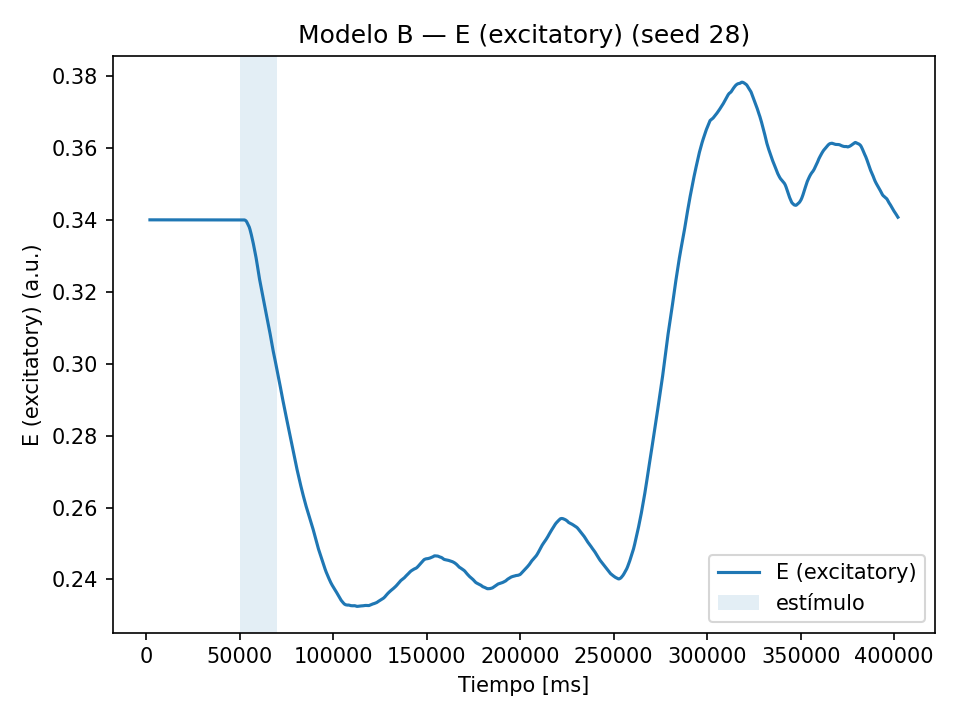 Modelo B — E (excitatory) (seed 28)
E (excitatory) (a.u.)
0.38
0.36
0.34
0.32
0.30
0.28
0.26
0.24
E (excitatory)
estímulo
0 50000 100000 150000 200000 250000 300000 350000 400000
Tiempo [ms]